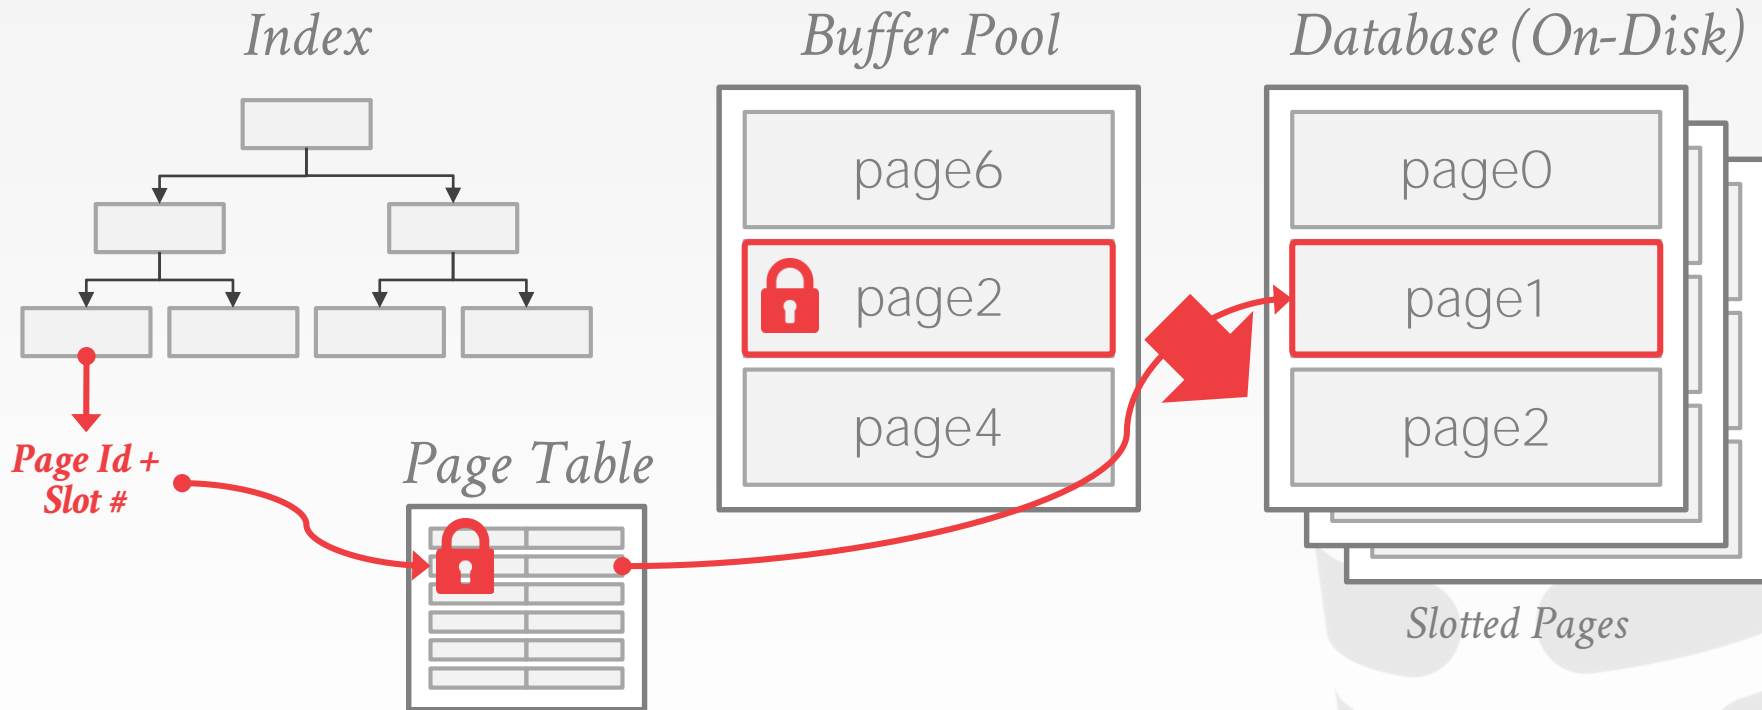 Index
Buffer Pool
Database (On-Disk)
page6
page2
page4
page0
page1
page2
Page Id +
Slot #
Page Table
Slotted Pages